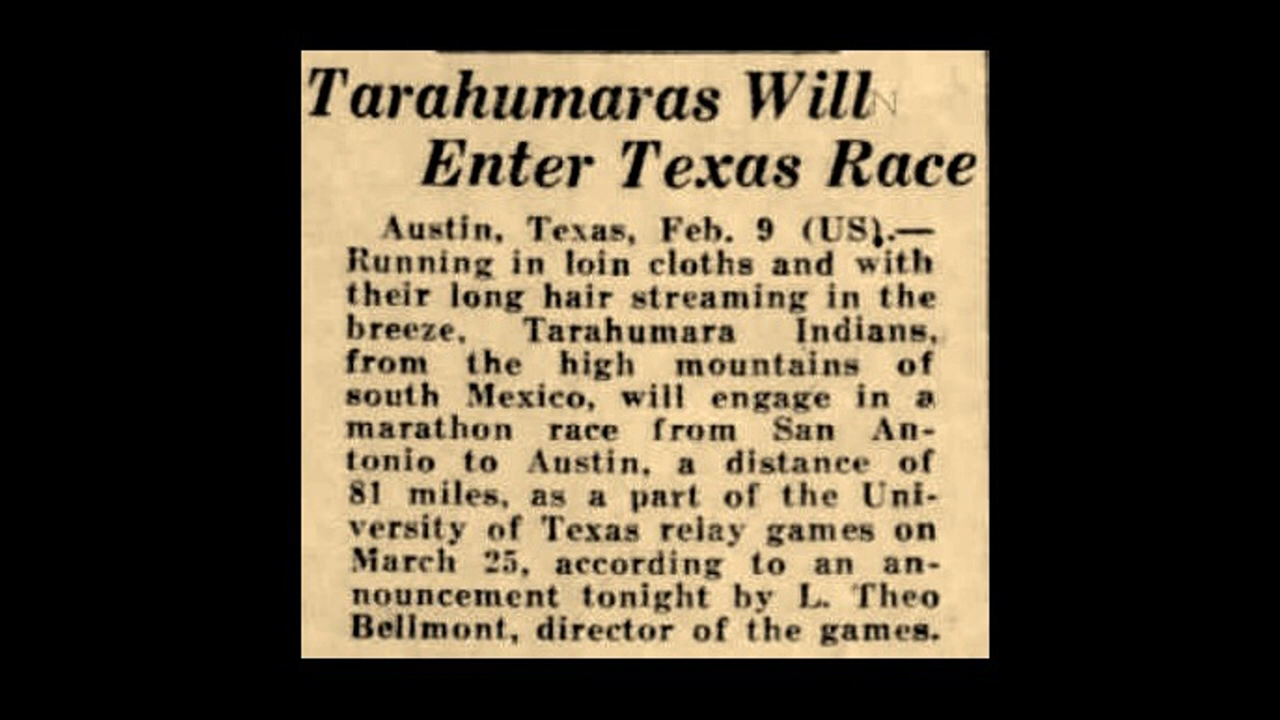 Tarahumaras Will
Enter Texas Race
Austin, Texas, Feb. 9 (US).—
Running in loin cloths and with
their long hair streaming in the
breeze, Tarahumara Indians,
from the high mountains of
south Mexico, will engage in a
marathon race from San An-
tonio to Austin, a distance of
81 miles, as a part of the Uni-
versity of Texas relay games on
March 25, according to an an-
nouncement tonight by L. Theo
Bellmont, director of the games.